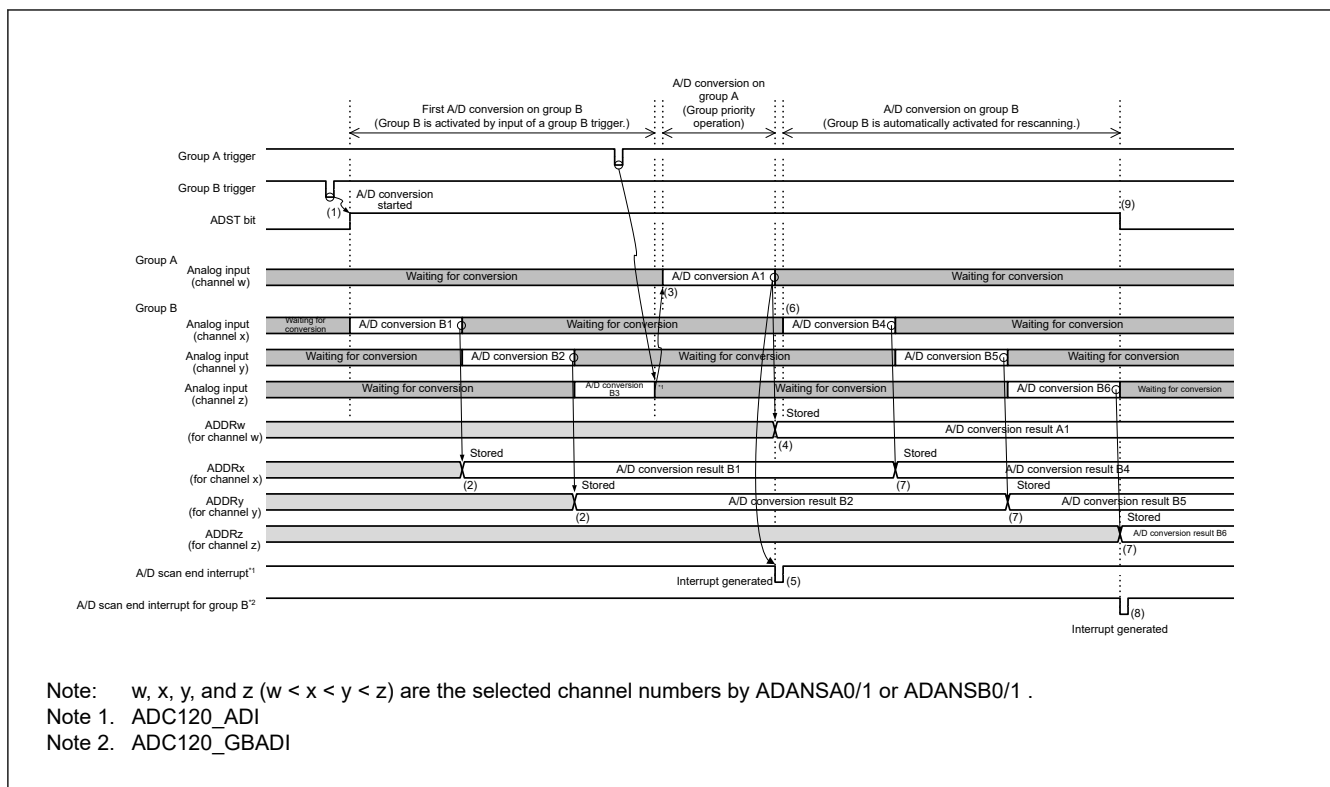 A/D conversion on
group A
(Group priority
operation)
First A/D conversion on group B
(Group B is activated by input of a group B trigger.)
A/D conversion on group B
(Group B is automatically activated for rescanning.)
Group A trigger
Group B trigger
A/D conversion
started
(1)
(9)
ADST bit
Group A
Analog input
(channel w)
Waiting for conversion
A/D conversion A1
Waiting for conversion
(3)
Group B
(6)
Analog input
(channel x)
Waiting for
conversion
A/D conversion B1
Waiting for conversion
A/D conversion B4
Waiting for conversion
Analog input
(channel y)
Waiting for conversion
A/D conversion B2
Waiting for conversion
A/D conversion B5
Waiting for conversion
Analog input
(channel z)
Waiting for conversion
A/D conversion
B3
*1
Waiting for conversion
A/D conversion B6
Waiting for conversion
Stored
ADDRw
(for channel w)
A/D conversion result A1
(4)
Stored
Stored
ADDRx
(for channel x)
A/D conversion result B1
A/D conversion result B4
(2)
Stored
(7)
Stored
ADDRy
(for channel y)
A/D conversion result B2
A/D conversion result B5
(2)
(7)
Stored
ADDRz
(for channel z)
A/D conversion result B6
(7)
A/D scan end interrupt*1
Interrupt generated
(5)
A/D scan end interrupt for group B*2
(8)
Interrupt generated
Note: w, x, y, and z (w < x < y < z) are the selected channel numbers by ADANSA0/1 or ADANSB0/1 .
Note 1. ADC120_ADI
Note 2. ADC120_GBADI